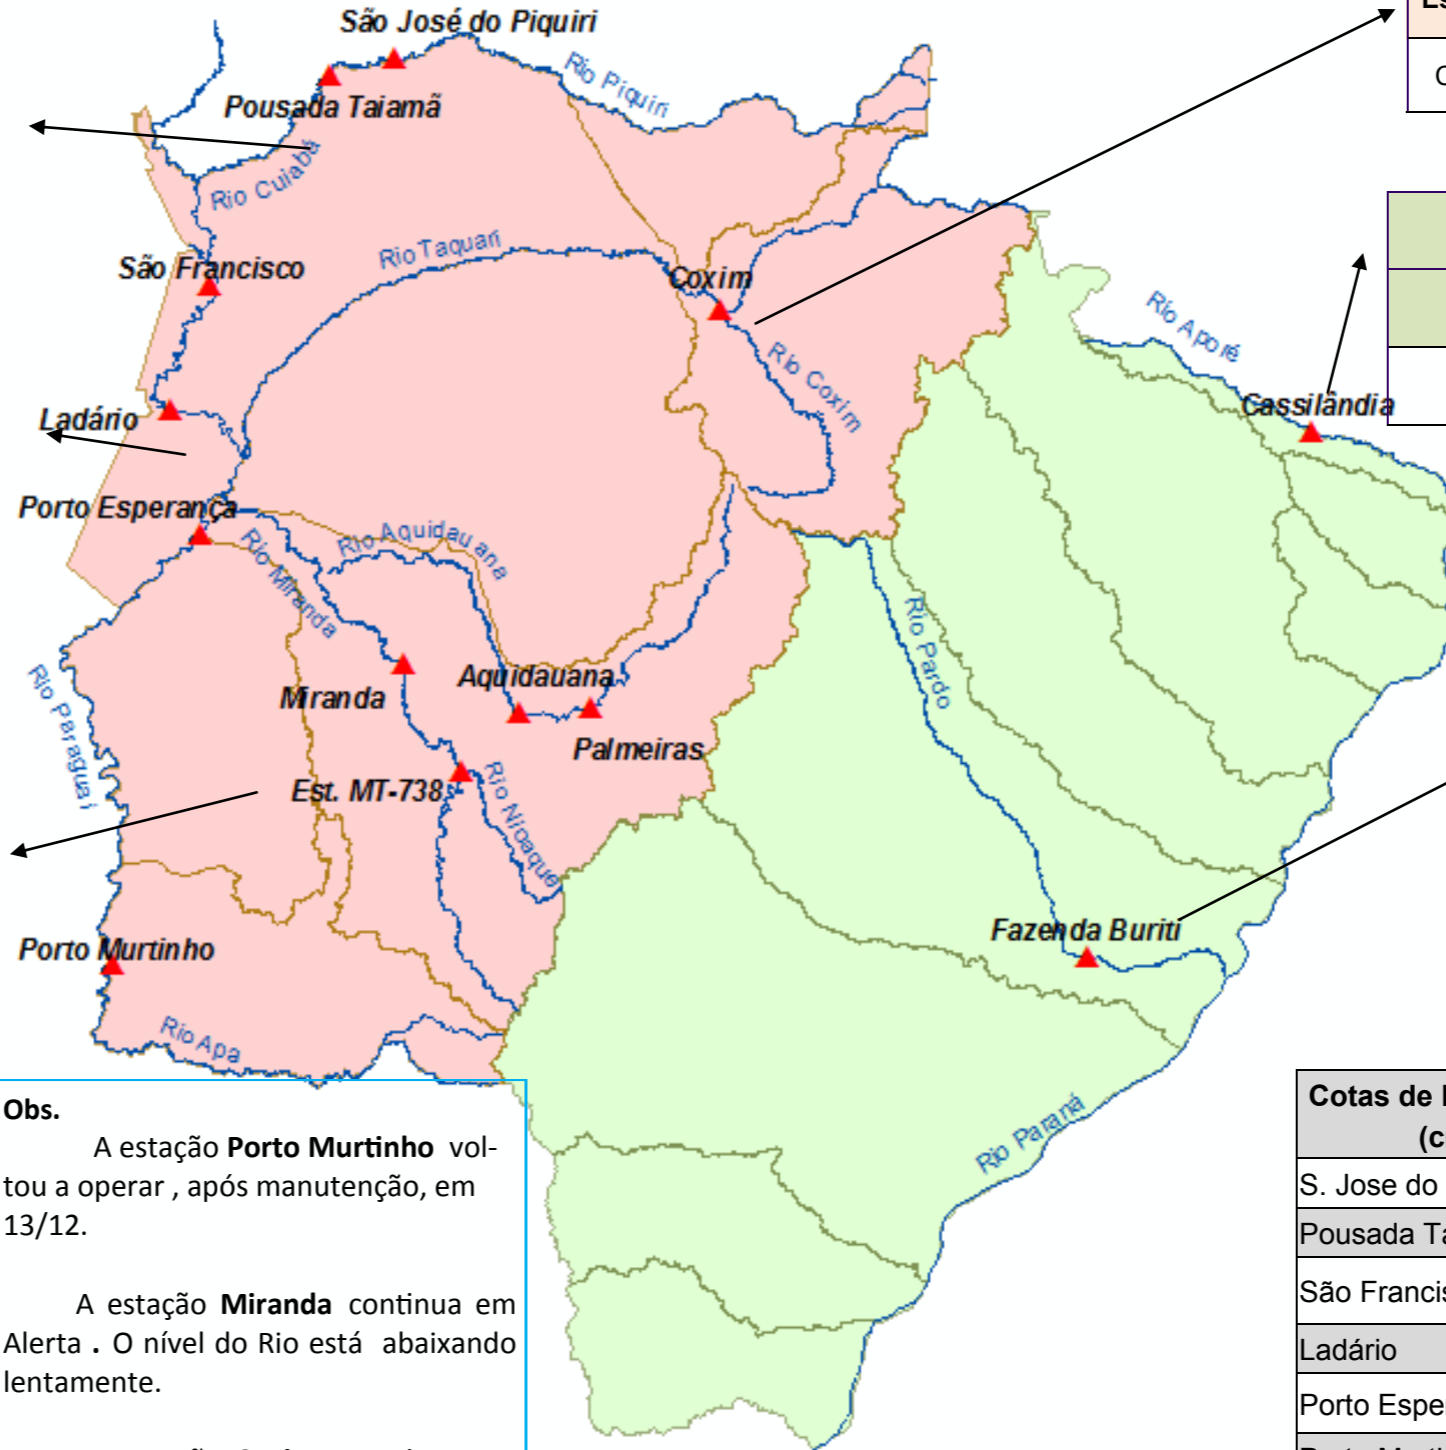 São José do Piquiri
Rio Piquiri
Pousada Taiamã
Rio Cuiabá
São Francisco
Rio Taquari
Coxim
Rio Coxim
Rio Aporé
Cassilândia
Ladário
Porto Esperança
Rio Miranda
Rio Aquidauana
Rio Pardo
Rio Paraguai
Miranda
Aquidauana
Palmeiras
Est. MT-738
Rio Nioaque
Porto Murtinho
Fazenda Buriti
Rio Apa
Rio Paraná
Obs.
A estação Porto Murtinho vol-
tou a operar , após manutenção, em
13/12.
A estação Miranda continua em
Alerta . O nível do Rio está abaixando
lentamente.
Cotas de
(c
S. Jose do
Pousada Ta
São Francis
Ladário
Porto Esper